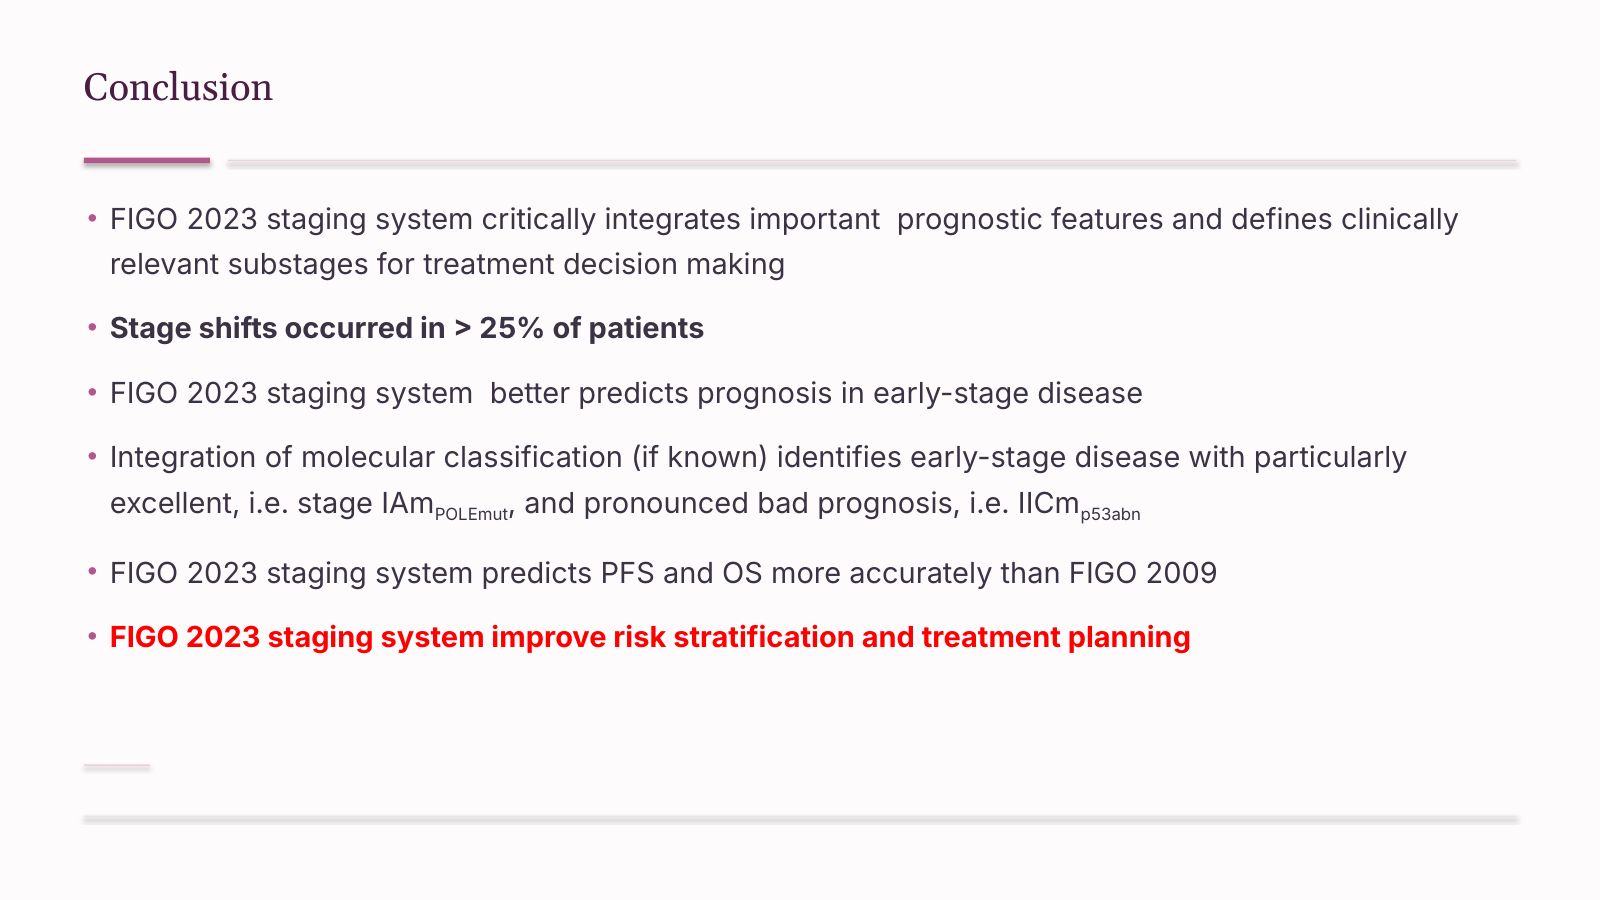 Conclusion
• FIGO 2023 staging system critically integrates important  prognostic features and defines clinically
relevant substages for treatment decision making
• Stage shifts occurred in > 25% of patients
• FIGO 2023 staging system  better predicts prognosis in early-stage disease
• Integration of molecular classification (if known) identifies early-stage disease with particularly
excellent, i.e. stage IAmPOLEmut, and pronounced bad prognosis, i.e. IICmp53abn
• FIGO 2023 staging system predicts PFS and OS more accurately than FIGO 2009
• FIGO 2023 staging system improve risk stratification and treatment planning